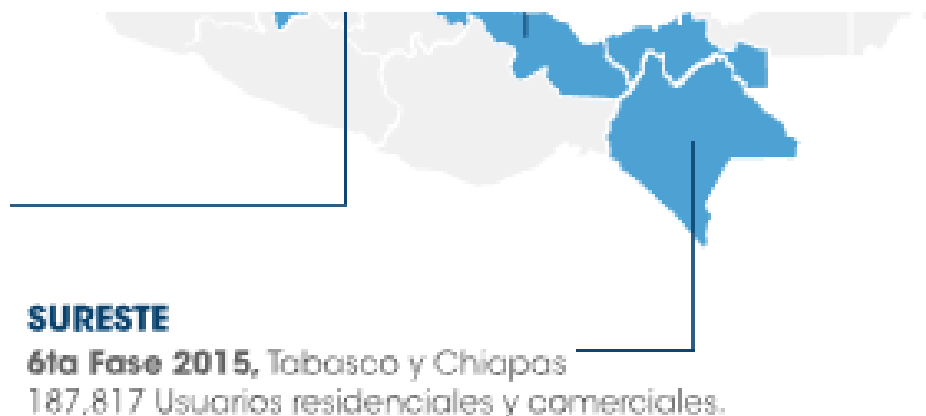 SURESTE
6ta Fase 2015, Tabasco y Chiapas
187,817 Usuarios residenciales y comerciales.